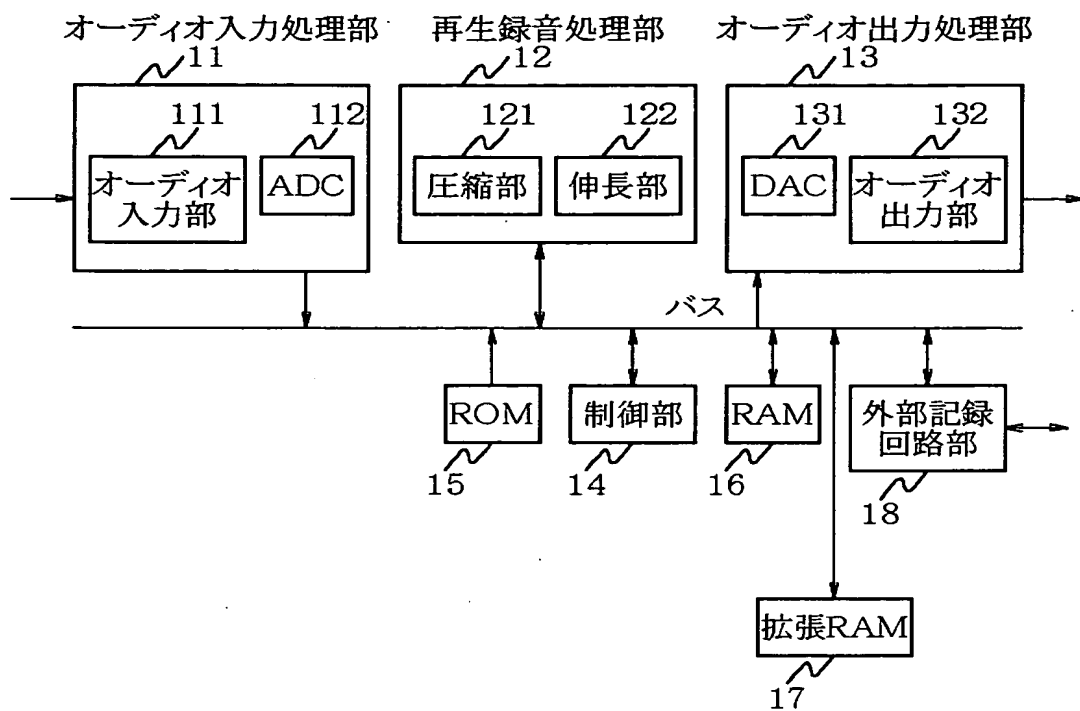 オーディオ入力処理部
再生録音処理部
オーディオ出力処理部
11
12
13
111
112
121
122
131
132
オーディオ
入力部
ADC
圧縮部
伸長部
DAC
オーディオ
出力部
バス
ROM
制御部
RAM
外部記録
回路部
15
14
16
18
拡張RAM
17